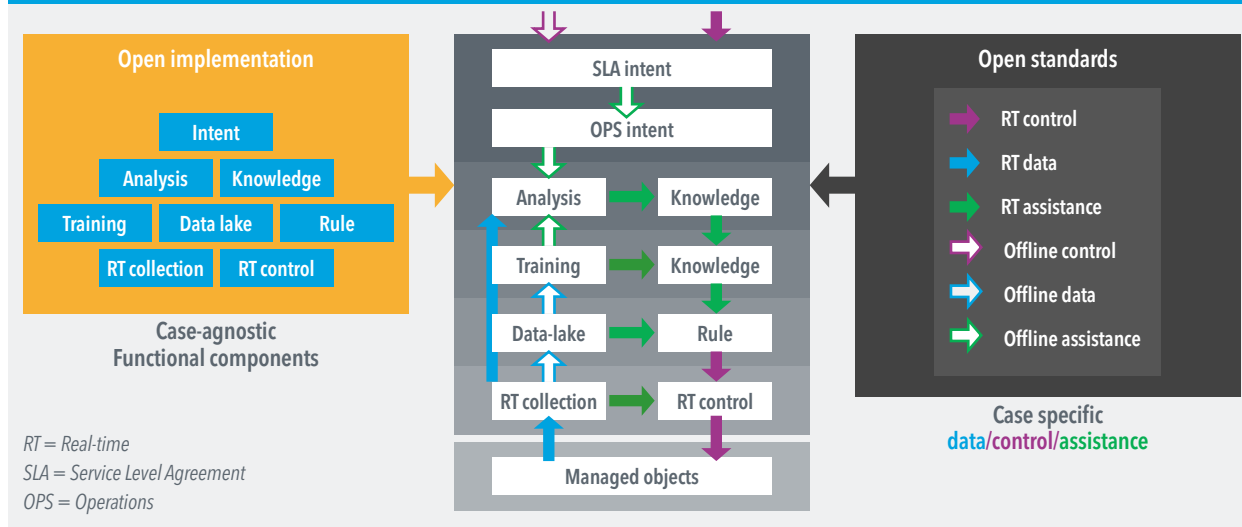 Open implementation
Intent
Analysis
Knowledge
Training
Data lake
Rule
RT collection
RT control
Case-agnostic
Functional components
RT = Real-time
SLA = Service Level Agreement
OPS = Operations
SLA intent
OPS intent
Analysis
Knowledge
Training
Knowledge
Data-lake
Rule
RT collection
RT control
Managed objects
Open standards
RT control
RT data
RT assistance
Offline control
Offline data
Offline assistance
Case specific
data/control/assistance